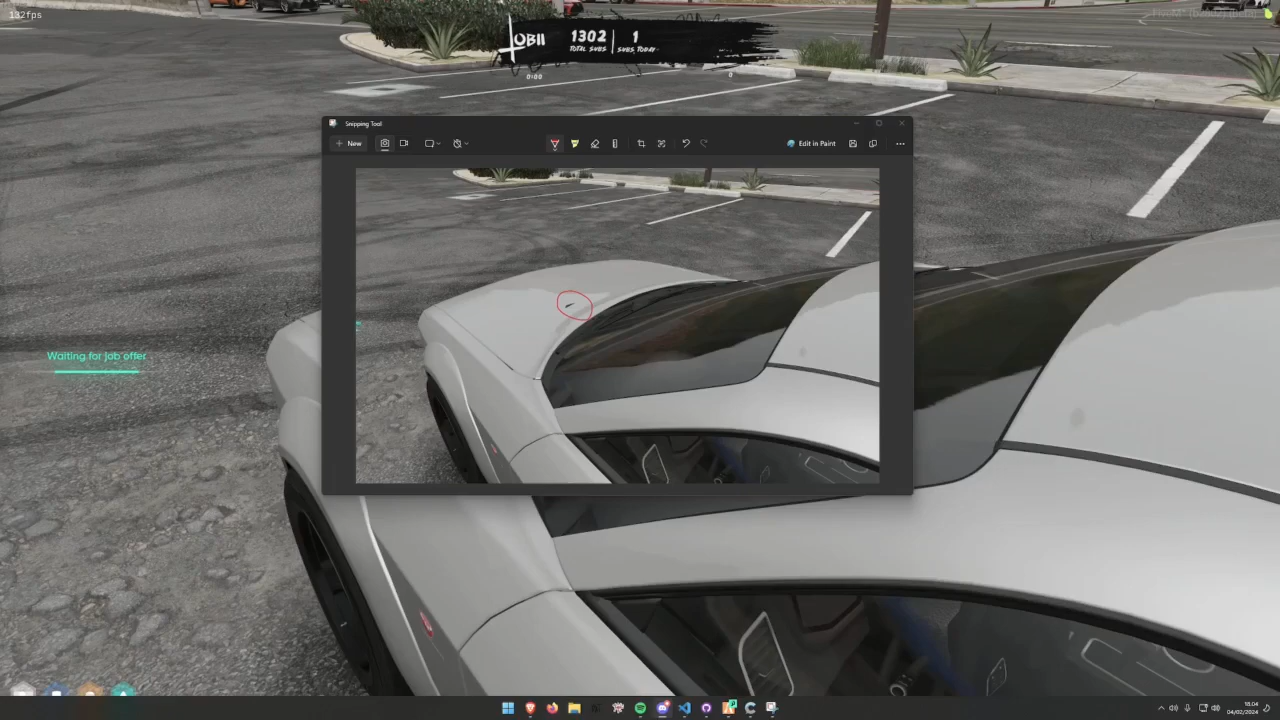 132fps
OBII
1302
TOTAL SUBS
1
SUBS TODAY
0:00
0
Snipping Tool
New
Edit in Paint
Waiting for job offer
18.04
04/02/2024